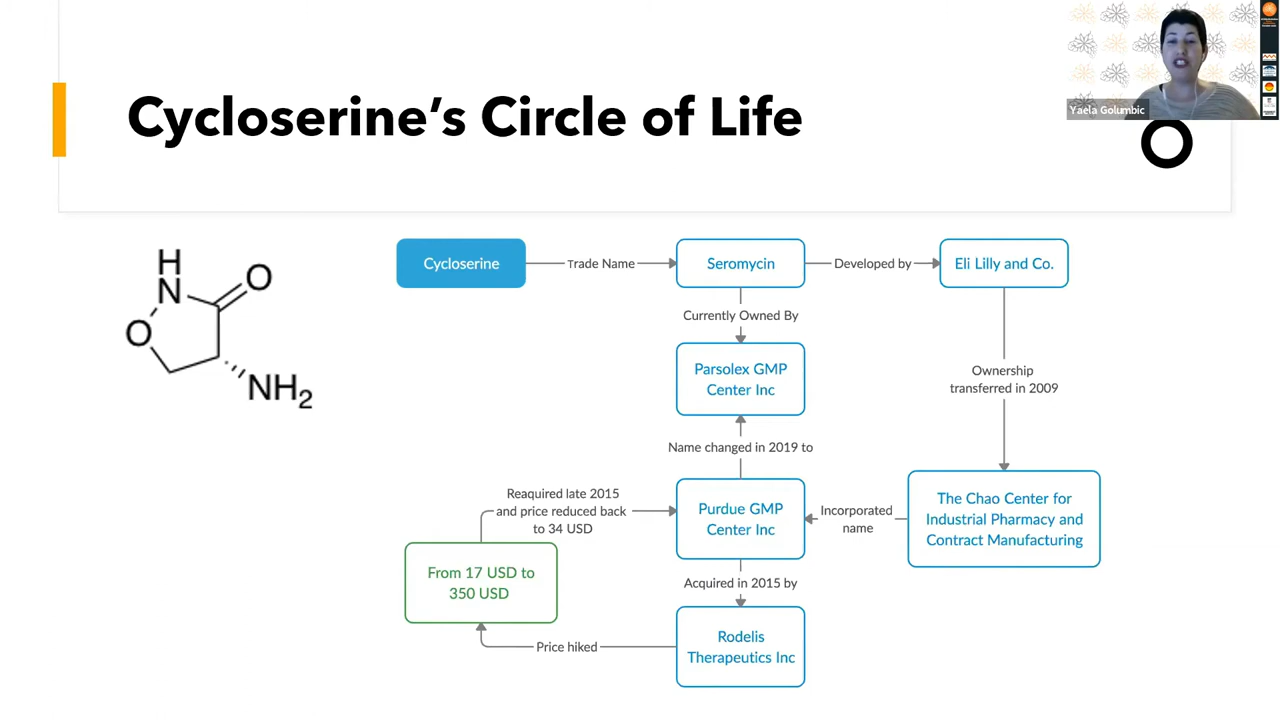 Cycloserine’s Circle of Life
Yaela Golumbic
H
N
O
O
NH2
Cycloserine
Trade Name
Seromycin
Developed by
Eli Lilly and Co.
Currently Owned By
Parsolex GMP
Center Inc
Ownership
transferred in 2009
Name changed in 2019 to
Reaquired late 2015
and price reduced back
to 34 USD
Purdue GMP
Center Inc
Incorporated
name
The Chao Center for
Industrial Pharmacy and
Contract Manufacturing
From 17 USD to
350 USD
Acquired in 2015 by
Price hiked
Rodelis
Therapeutics Inc